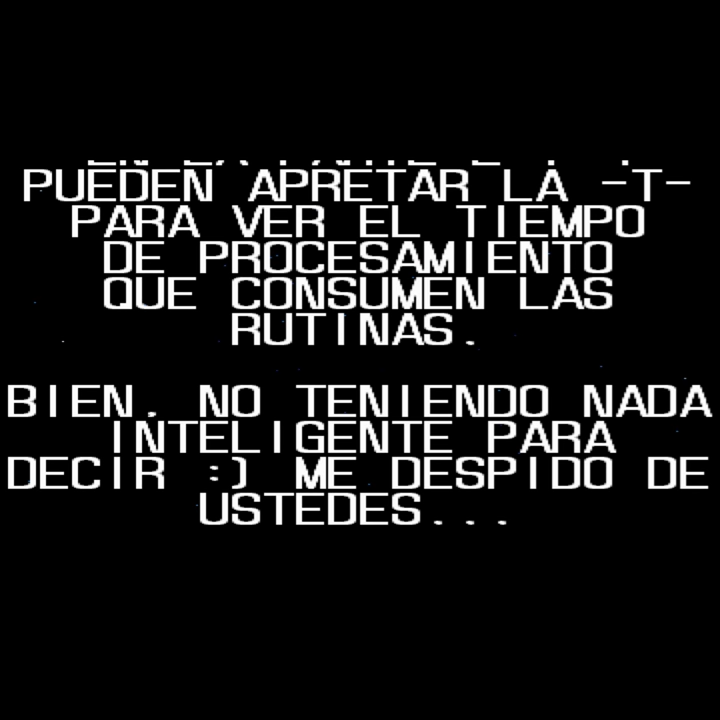 PUEDEN APRETAR LA -T-
PARA VER EL TIEMPO
DE PROCESAMIENTO
QUE CONSUMEN LAS
RUTINAS.
BIEN, NO TENIENDO NADA
INTELIGENTE PARA
DECIR :) ME DESPIDO DE
USTEDES...